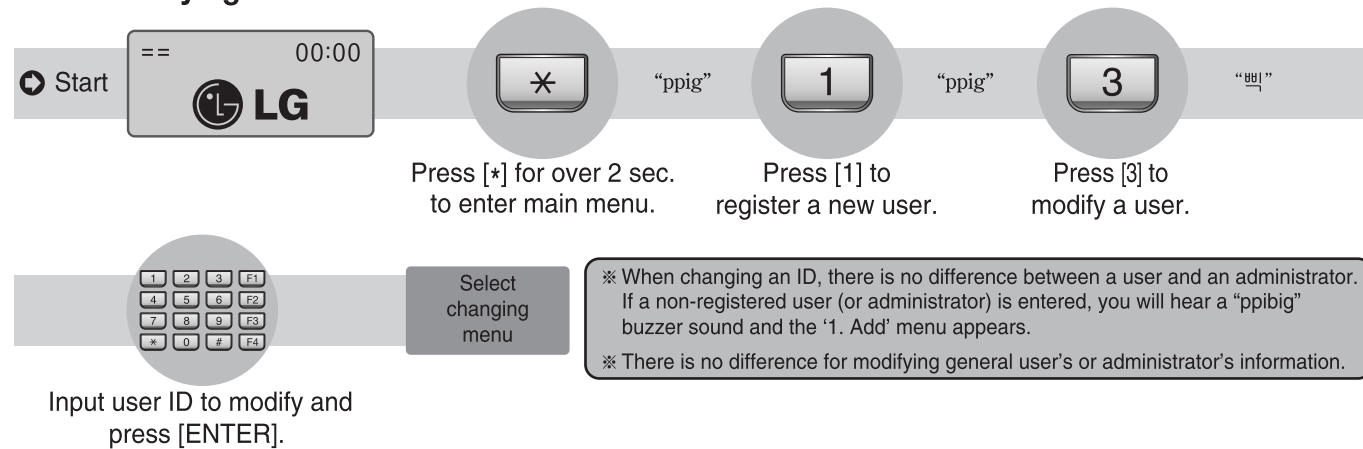 Start
== 00:00
LG
*
“ppig”
1
“ppig”
3
“삑”
Press [*] for over 2 sec.
to enter main menu.
Press [1] to
register a new user.
Press [3] to
modify a user.
1 2 3 F1
4 5 6 F2
7 8 9 F3
* 0 # F4
Input user ID to modify and
press [ENTER].
Select
changing
menu
※ When changing an ID, there is no difference between a user and an administrator.
If a non-registered user (or administrator) is entered, you will hear a “ppibig”
buzzer sound and the ‘1. Add’ menu appears.
※ There is no difference for modifying general user’s or administrator’s information.